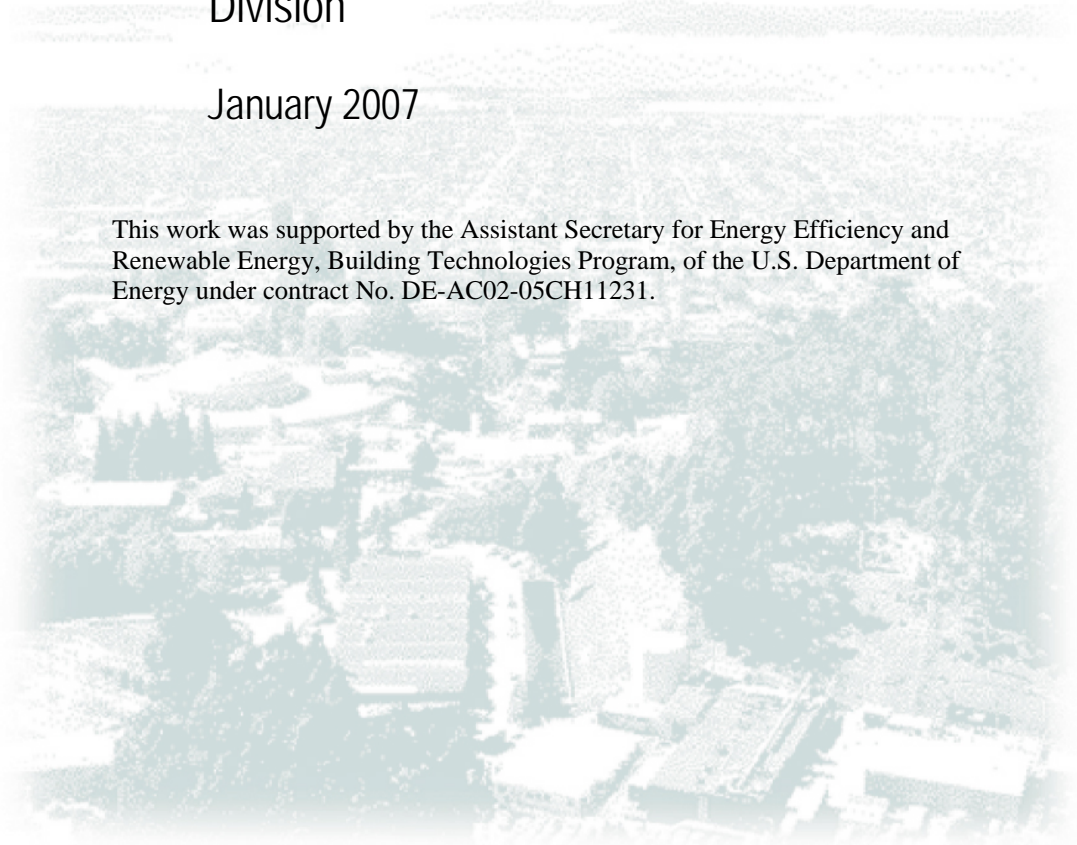 Division
January 2007
This work was supported by the Assistant Secretary for Energy Efficiency and
Renewable Energy, Building Technologies Program, of the U.S. Department of
Energy under contract No. DE-AC02-05CH11231.